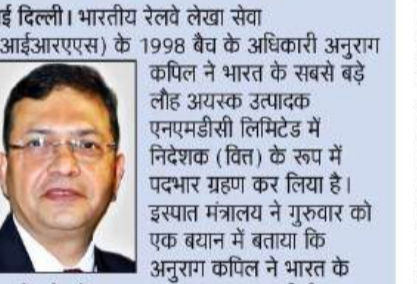 ई दिल्ली। भारतीय रेलवे लेखा सेवा
आईआरएएस) के 1998 बैच के अधिकारी अनुराग
कपिल ने भारत के सबसे बड़े
लौह अयस्क उत्पादक
एनएमडीसी लिमिटेड में
निदेशक (वित्त) के रूप में
पदभार ग्रहण कर लिया है।
इस्पात मंत्रालय ने गुरुवार को
एक बयान में बताया कि
अनुराग कपिल ने भारत के